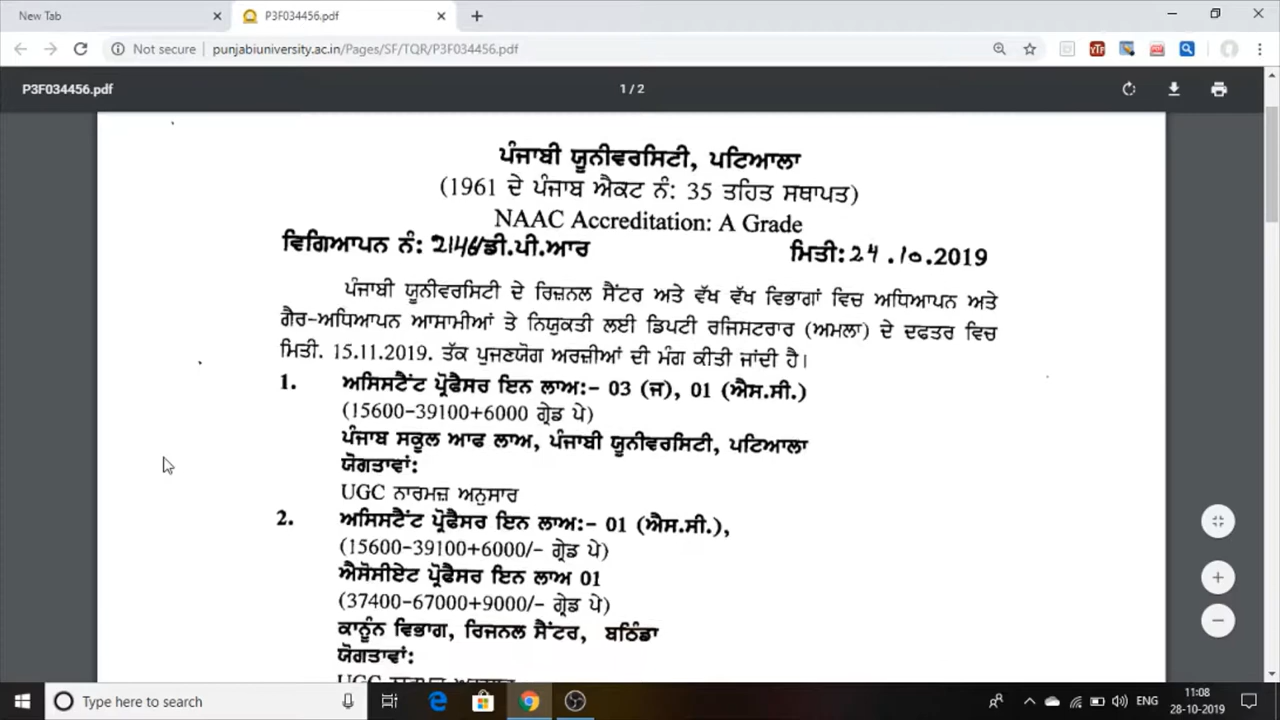 New Tab
P3F034456.pdf
Not secure
punjabiuniversity.ac.in/Pages/SF/TQR/P3F034456.pdf
P3F034456.pdf
1 / 2
ਪੰਜਾਬੀ ਯੂਨੀਵਰਸਿਟੀ, ਪਟਿਆਲਾ
(1961 ਦੇ ਪੰਜਾਬ ਐਕਟ ਨੰ: 35 ਤਹਿਤ ਸਥਾਪਤ)
NAAC Accreditation: A Grade
ਵਿਗਿਆਪਨ ਨੰ: 2146/ਡੀ.ਪੀ.ਆਰ ਮਿਤੀ: 24.10.2019
ਪੰਜਾਬੀ ਯੂਨੀਵਰਸਿਟੀ ਦੇ ਰਿਜ਼ਨਲ ਸੈਂਟਰ ਅਤੇ ਵੱਖ ਵੱਖ ਵਿਭਾਗਾਂ ਵਿਚ ਅਧਿਆਪਨ ਅਤੇ
ਗੈਰ-ਅਧਿਆਪਨ ਆਸਾਮੀਆਂ ਤੇ ਨਿਯੁਕਤੀ ਲਈ ਡਿਪਟੀ ਰਜਿਸਟਰਾਰ (ਅਮਲਾ) ਦੇ ਦਫਤਰ ਵਿਚ
ਮਿਤੀ. 15.11.2019. ਤੱਕ ਪੁਜਣਯੋਗ ਅਰਜ਼ੀਆਂ ਦੀ ਮੰਗ ਕੀਤੀ ਜਾਂਦੀ ਹੈ।
1. ਅਸਿਸਟੈਂਟ ਪ੍ਰੋਫੈਸਰ ਇਨ ਲਾਅ:- 03 (ਜ), 01 (ਐਸ.ਸੀ.)
(15600-39100+6000 ਗ੍ਰੇਡ ਪੇ)
ਪੰਜਾਬ ਸਕੂਲ ਆਫ ਲਾਅ, ਪੰਜਾਬੀ ਯੂਨੀਵਰਸਿਟੀ, ਪਟਿਆਲਾ
ਯੋਗਤਾਵਾਂ:
UGC ਨਾਰਮਜ਼ ਅਨੁਸਾਰ
2. ਅਸਿਸਟੈਂਟ ਪ੍ਰੋਫੈਸਰ ਇਨ ਲਾਅ:- 01 (ਐਸ.ਸੀ.),
(15600-39100+6000/- ਗ੍ਰੇਡ ਪੇ)
ਐਸੋਸੀਏਟ ਪ੍ਰੋਫੈਸਰ ਇਨ ਲਾਅ 01
(37400-67000+9000/- ਗ੍ਰੇਡ ਪੇ)
ਕਾਨੂੰਨ ਵਿਭਾਗ, ਰਿਜਨਲ ਸੈਂਟਰ, ਬਠਿੰਡਾ
ਯੋਗਤਾਵਾਂ:
Type here to search
ENG
11:08
28-10-2019